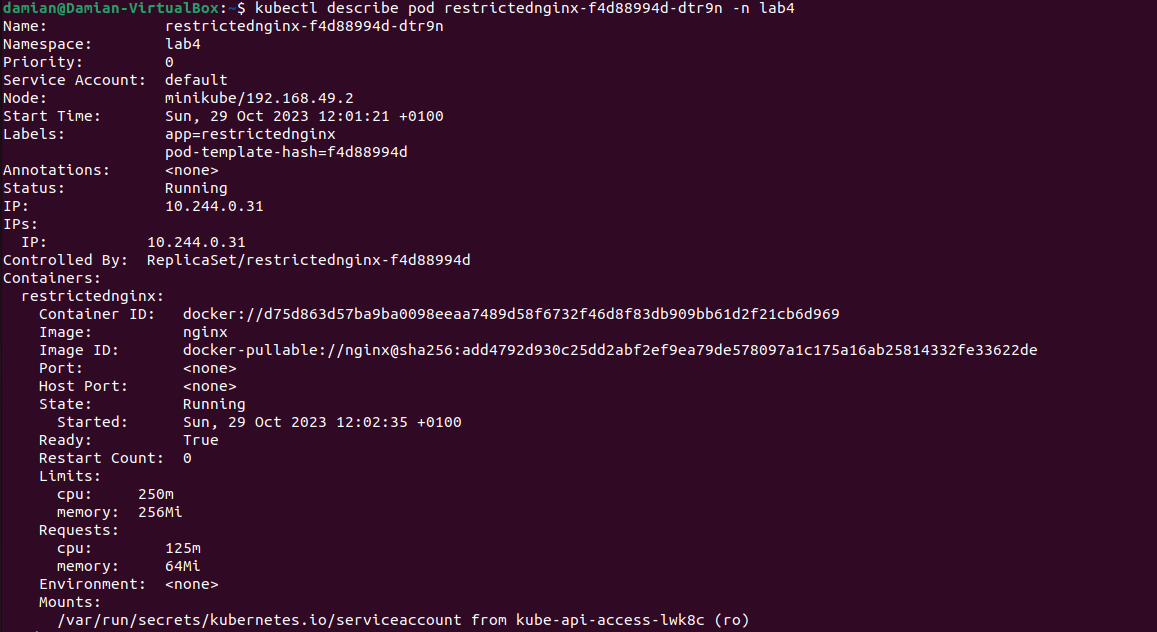 damian@Damian-VirtualBox:~$ kubectl describe pod restrictednginx-f4d88994d-dtr9n -n lab4
Name:             restrictednginx-f4d88994d-dtr9n
Namespace:        lab4
Priority:         0
Service Account:  default
Node:             minikube/192.168.49.2
Start Time:       Sun, 29 Oct 2023 12:01:21 +0100
Labels:           app=restrictednginx
                  pod-template-hash=f4d88994d
Annotations:      <none>
Status:           Running
IP:               10.244.0.31
IPs:
  IP:           10.244.0.31
Controlled By:  ReplicaSet/restrictednginx-f4d88994d
Containers:
  restrictednginx:
    Container ID:   docker://d75d863d57ba9ba0098eeaa7489d58f6732f46d8f83db909bb61d2f21cb6d969
    Image:          nginx
    Image ID:       docker-pullable://nginx@sha256:add4792d930c25dd2abf2ef9ea79de578097a1c175a16ab25814332fe33622de
    Port:           <none>
    Host Port:      <none>
    State:          Running
      Started:      Sun, 29 Oct 2023 12:02:35 +0100
    Ready:          True
    Restart Count:  0
    Limits:
      cpu:     250m
      memory:  256Mi
    Requests:
      cpu:        125m
      memory:     64Mi
    Environment:  <none>
    Mounts:
      /var/run/secrets/kubernetes.io/serviceaccount from kube-api-access-lwk8c (ro)